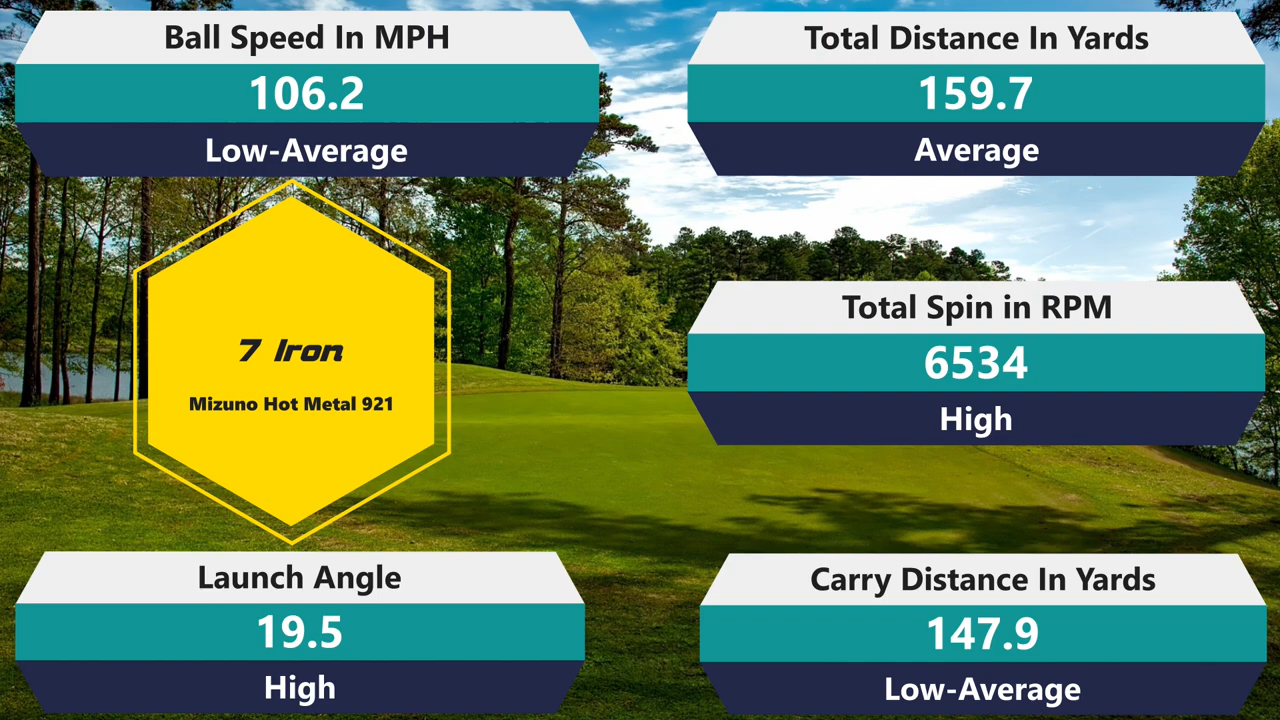 Ball Speed In MPH
106.2
Low-Average
Total Distance In Yards
159.7
Average
7 Iron
Mizuno Hot Metal 921
Total Spin in RPM
6534
High
Launch Angle
19.5
High
Carry Distance In Yards
147.9
Low-Average